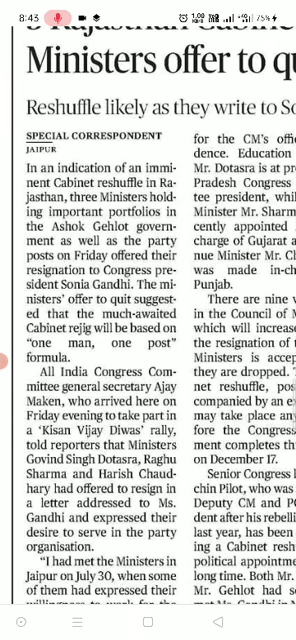 8:43
75%
Rajasthan Cabinet
Ministers offer to qu
Reshuffle likely as they write to So
SPECIAL CORRESPONDENT
JAIPUR
In an indication of an immi-
nent Cabinet reshuffle in Ra-
jasthan, three Ministers hold-
ing important portfolios in
the Ashok Gehlot govern-
ment as well as the party
posts on Friday offered their
resignation to Congress pre-
sident Sonia Gandhi. The mi-
nisters' offer to quit suggest-
ed that the much-awaited
Cabinet rejig will be based on
"one man, one post"
formula.
All India Congress Com-
mittee general secretary Ajay
Maken, who arrived here on
Friday evening to take part in
a 'Kisan Vijay Diwas' rally,
told reporters that Ministers
Govind Singh Dotasra, Raghu
Sharma and Harish Chaud-
hary had offered to resign in
a letter addressed to Ms.
Gandhi and expressed their
desire to serve in the party
organisation.
"I had met the Ministers in
Jaipur on July 30, when some
of them had expressed their
willingness to work for the
for the CM's offi
dence. Education
Mr. Dotasra is at pr
Pradesh Congress
tee president, whil
Minister Mr. Sharm
cently appointed
charge of Gujarat a
nue Minister Mr. Ch
was made in-ch
Punjab.
There are nine v
in the Council of M
which will increase
the resignation of t
Ministers is accep
they are dropped. T
net reshuffle, pos
companied by an e
may take place any
fore the Congress
ment completes th
on December 17.
Senior Congress l
chin Pilot, who was
Deputy CM and PC
dent after his rebelli
last year, has been
ing a Cabinet resh
political appointme
long time. Both Mr.
Mr. Gehlot had se